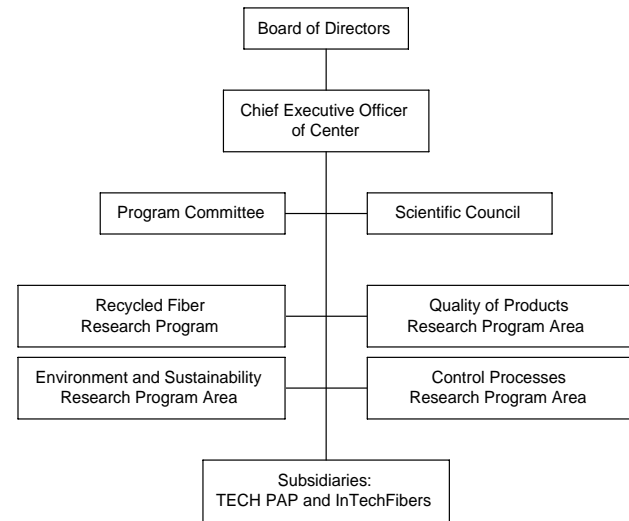 Board of Directors
Chief Executive Officer
of Center
Program Committee
Scientific Council
Recycled Fiber
Research Program
Quality of Products
Research Program Area
Environment and Sustainability
Research Program Area
Control Processes
Research Program Area
Subsidiaries:
TECH PAP and InTechFibers